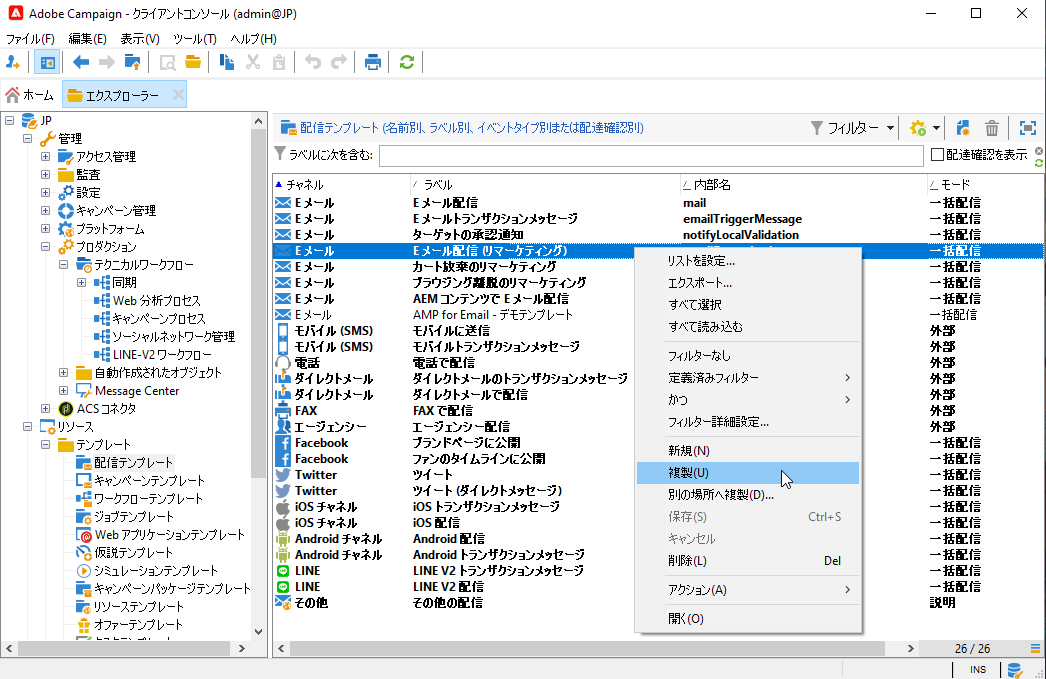 Adobe Campaign - クライアントコンソール (admin@JP)
ファイル(F) 編集(E) 表示(V) ツール(T) ヘルプ(H)
ホーム エクスプローラー
JP
管理
アクセス管理
監査
設定
キャンペーン管理
プラットフォーム
プロダクション
テクニカルワークフロー
同期
Web 分析プロセス
キャンペーンプロセス
ソーシャルネットワーク管理
LINE-V2 ワークフロー
自動作成されたオブジェクト
Message Center
ACS コネクタ
リソース
テンプレート
配信テンプレート
キャンペーンテンプレート
ワークフローテンプレート
ジョブテンプレート
Web アプリケーションテンプレート
仮説テンプレート
シミュレーションテンプレート
キャンペーンパッケージテンプレート
リソーステンプレート
オファーテンプレート
配信テンプレート (名前別、ラベル別、イベントタイプ別または配達確認別) フィルター
ラベルに次を含む: 配達確認を表示
チャネル ラベル 内部名 モード
E メール E メール配信 mail 一括配信
E メール E メールトランザクションメッセージ emailTriggerMessage 一括配信
E メール ターゲットの承認通知 notifyLocalValidation 一括配信
E メール E メール配信 (リマーケティング) 一括配信
E メール カート放棄のリマーケティング 一括配信
E メール ブラウジング離脱のリマーケティング 一括配信
E メール AEM コンテンツで E メール配信 一括配信
E メール AMP for Email - デモテンプレート 一括配信
モバイル (SMS) モバイルに送信 外部
モバイル (SMS) モバイルトランザクションメッセージ 外部
電話 電話で配信 外部
ダイレクトメール ダイレクトメールのトランザクションメッセージ 外部
ダイレクトメール ダイレクトメールで配信 外部
FAX FAX で配信 外部
エージェンシー エージェンシー配信 外部
Facebook ブランドページに公開 一括配信
Facebook ファンのタイムラインに公開 一括配信
Twitter ツイート 一括配信
Twitter ツイート (ダイレクトメッセージ) 一括配信
iOS チャネル iOS トランザクションメッセージ 一括配信
iOS チャネル iOS 配信 一括配信
Android チャネル Android 配信 一括配信
Android チャネル Android トランザクションメッセージ 一括配信
LINE LINE V2 トランザクションメッセージ 一括配信
LINE LINE V2 配信 一括配信
その他 その他の配信 説明
リストを設定...
エクスポート...
すべて選択
すべて読み込む
フィルターなし
定義済みフィルター
かつ
フィルター詳細設定...
新規(N)
複製(U)
別の場所へ複製(D)...
保存(S) Ctrl+S
キャンセル
削除(L) Del
アクション(A)
開く(O)
26 / 26
INS